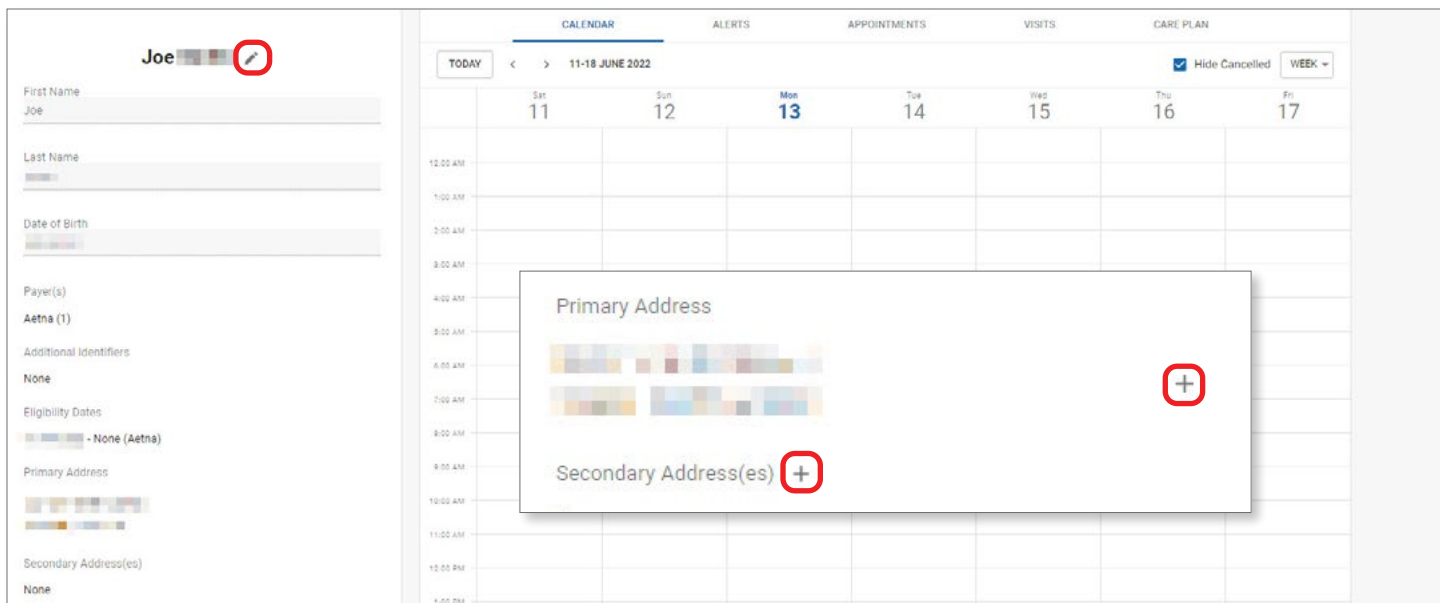 Joe
First Name
Joe
Last Name
Date of Birth
Payer(s)
Aetna (1)
Additional Identifiers
None
Eligibility Dates
- None (Aetna)
Primary Address
Secondary Address(es)
None
CALENDAR ALERTS APPOINTMENTS VISITS CARE PLAN
TODAY < > 11-18 JUNE 2022 Hide Cancelled WEEK
Sat Sun Mon Tue Wed Thu Fri
11 12 13 14 15 16 17
12:00 AM
1:00 AM
2:00 AM
3:00 AM
4:00 AM
5:00 AM
6:00 AM
7:00 AM
8:00 AM
9:00 AM
10:00 AM
11:00 AM
12:00 PM
1:00 PM
Primary Address
+
Secondary Address(es) +